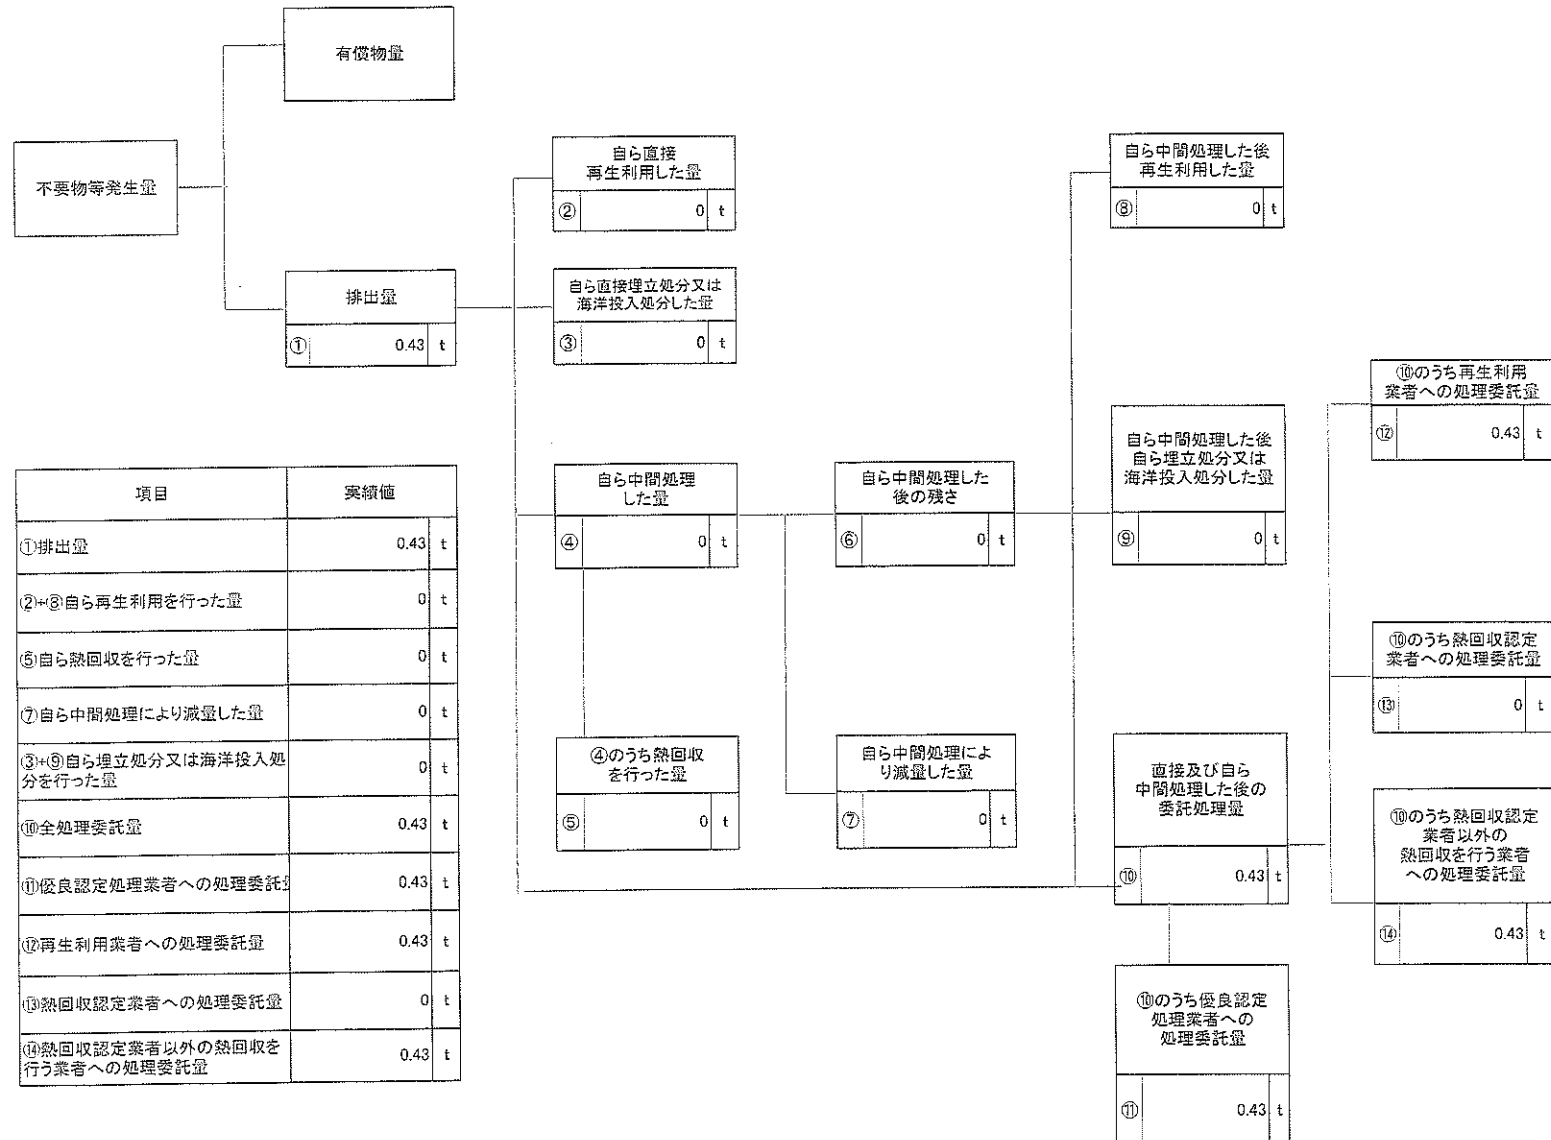 有償物量
不要物等発生量
排出量
① 0.43 t
自ら直接
再生利用した量
② 0 t
自ら直接埋立処分又は
海洋投入処分した量
③ 0 t
自ら中間処理
した量
④ 0 t
④のうち熱回収
を行った量
⑤ 0 t
自ら中間処理した
後の残さ
⑥ 0 t
自ら中間処理によ
り減量した量
⑦ 0 t
自ら中間処理した後
再生利用した量
⑧ 0 t
自ら中間処理した後
自ら埋立処分又は
海洋投入処分した量
⑨ 0 t
直接及び自ら
中間処理した後の
委託処理量
⑩ 0.43 t
⑩のうち優良認定
処理業者への
処理委託量
⑪ 0.43 t
⑩のうち再生利用
業者への処理委託量
⑫ 0.43 t
⑩のうち熱回収認定
業者への処理委託量
⑬ 0 t
⑩のうち熱回収認定
業者以外の
熱回収を行う業者
への処理委託量
⑭ 0.43 t
項目 実績値
①排出量 0.43 t
②+⑧自ら再生利用を行った量 0 t
⑤自ら熱回収を行った量 0 t
⑦自ら中間処理により減量した量 0 t
③+⑨自ら埋立処分又は海洋投入処
分を行った量 0 t
⑩全処理委託量 0.43 t
⑪優良認定処理業者への処理委託 0.43 t
⑫再生利用業者への処理委託量 0.43 t
⑬熱回収認定業者への処理委託量 0 t
⑭熱回収認定業者以外の熱回収を
行う業者への処理委託量 0.43 t